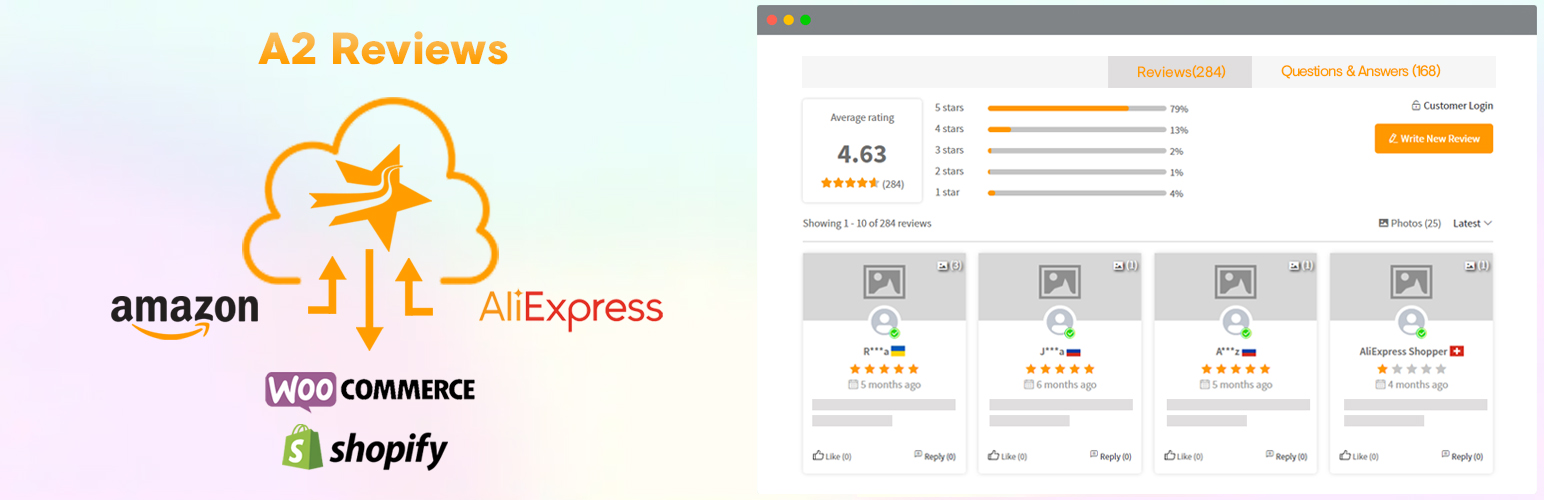 A2 Reviews
amazon
AliExpress
WOO COMMERCE
S shopify
Reviews(284)
Questions & Answers (168)
Average rating
4.63
(284)
5 stars 79%
4 stars 13%
3 stars 2%
2 stars 1%
1 star 4%
Customer Login
Write New Review
Showing 1 - 10 of 284 reviews
Photos (25) Latest
(3)
R***a
5 months ago
Like (0) Reply (0)
(1)
J***a
6 months ago
Like (0) Reply (0)
(1)
A***z
5 months ago
Like (0) Reply (0)
(1)
AliExpress Shopper
4 months ago
Like (0) Reply (0)